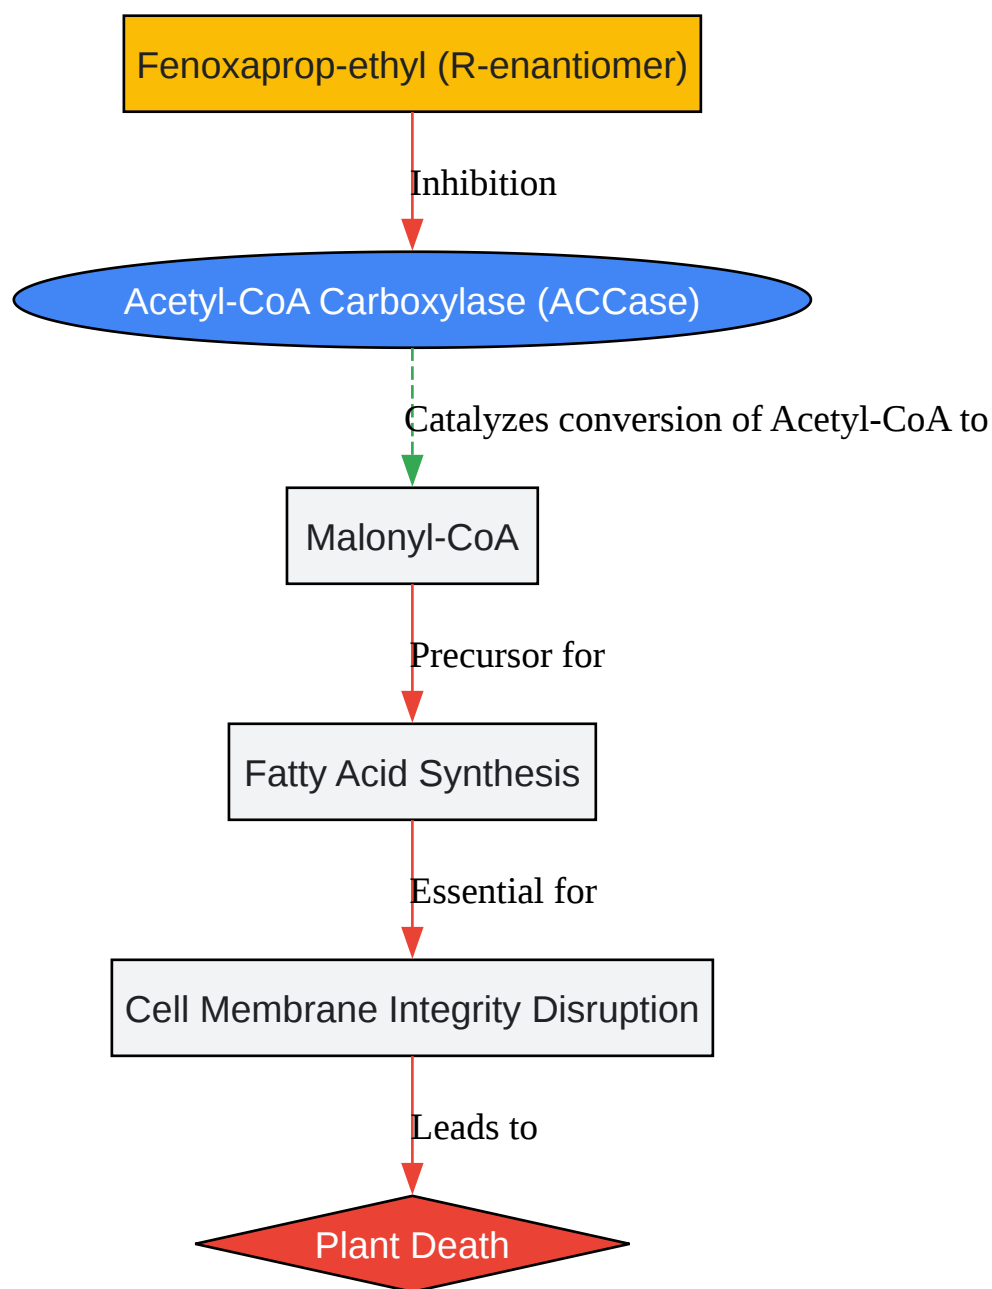 Fenoxaprop-ethyl (R-enantiomer)
Inhibition
Acetyl-CoA Carboxylase (ACCase)
Catalyzes conversion of Acetyl-CoA to
Malonyl-CoA
Precursor for
Fatty Acid Synthesis
Essential for
Cell Membrane Integrity Disruption
Leads to
Plant Death